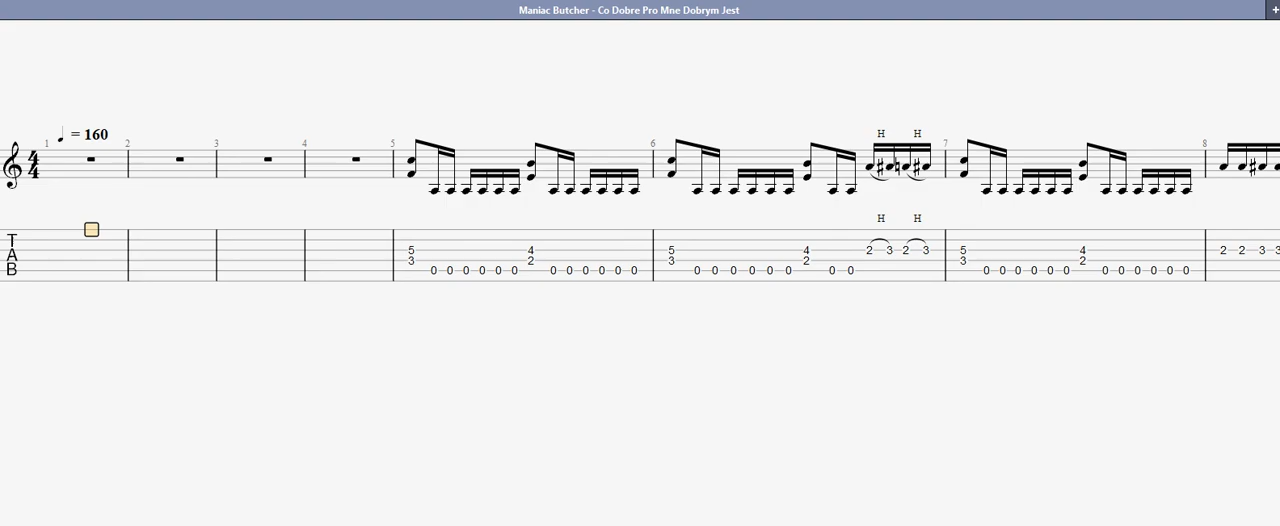 Maniac Butcher - Co Dobre Pro Mne Dobrym Jest
+
= 160
1 2 3 4 5 6 7 8
4
4
H H H H
T
A
B
5 4 5 4 2 3 2 3 5 4 2 2 3 3
3 2 3 2 3 2
0 0 0 0 0 0 0 0 0 0 0 0 0 0 0 0 0 0 0 0 0 0 0 0 0 0 0 0 0 0 0 0